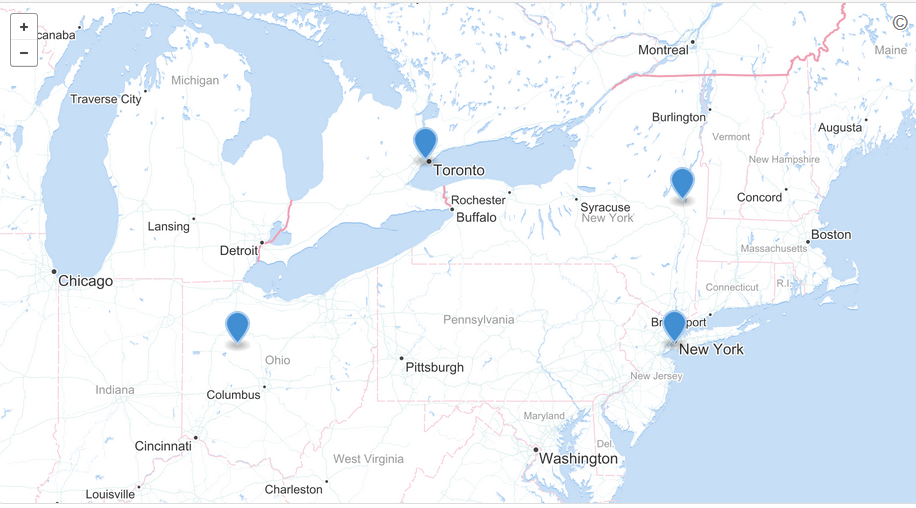 +
−
©
canaba
Montreal
Maine
Michigan
Traverse City
Burlington
Augusta
Vermont
New Hampshire
Toronto
Concord
Rochester
Syracuse
Buffalo
New York
Lansing
Boston
Detroit
Massachusetts
Chicago
Connecticut
R.I.
Pennsylvania
Br port
New York
Ohio
Pittsburgh
New Jersey
Indiana
Columbus
Maryland
Cincinnati
Del.
West Virginia
Washington
Louisville
Charleston